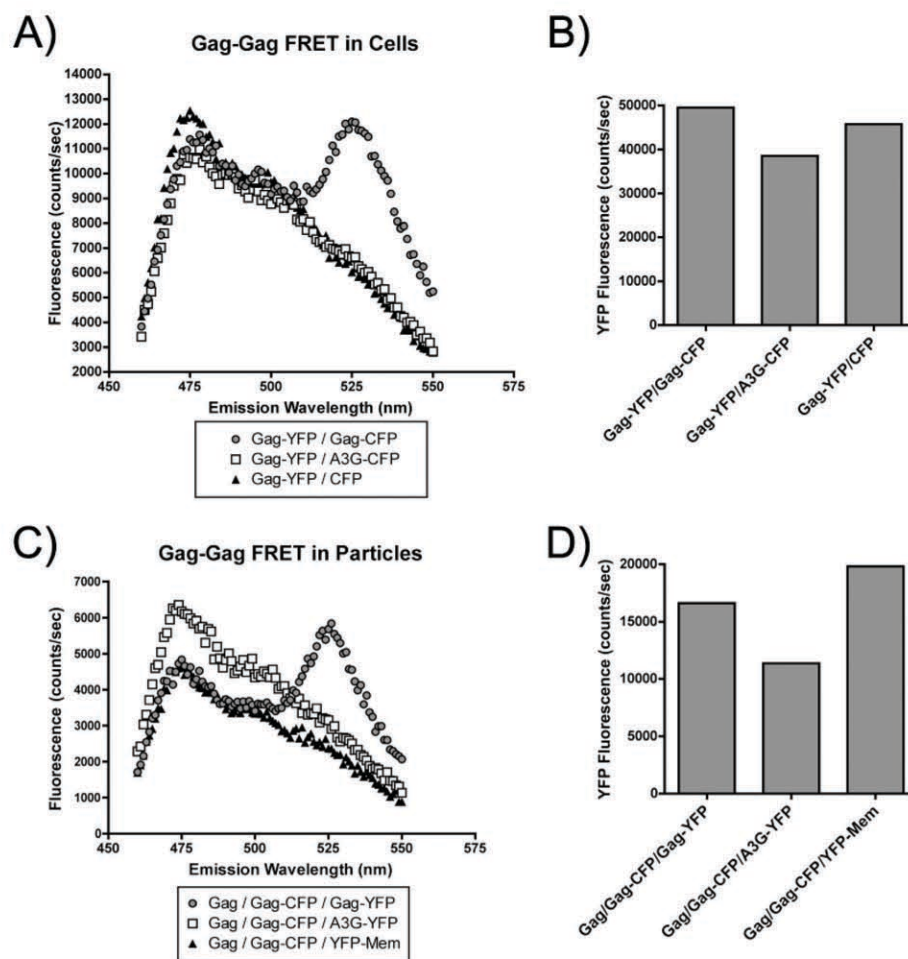 A)
Gag-Gag FRET in Cells
Fluorescence (counts/sec)
14000
13000
12000
11000
10000
9000
8000
7000
6000
5000
4000
3000
2000
450
475
500
525
550
575
Emission Wavelength (nm)
Gag-YFP / Gag-CFP
Gag-YFP / A3G-CFP
Gag-YFP / CFP
B)
YFP Fluorescence (counts/sec)
50000
40000
30000
20000
10000
0
Gag-YFP/Gag-CFP
Gag-YFP/A3G-CFP
Gag-YFP/CFP
C)
Gag-Gag FRET in Particles
Fluorescence (counts/sec)
7000
6000
5000
4000
3000
2000
1000
0
450
475
500
525
550
575
Emission Wavelength (nm)
Gag / Gag-CFP / Gag-YFP
Gag / Gag-CFP / A3G-YFP
Gag / Gag-CFP / YFP-Mem
D)
YFP Fluorescence (counts/sec)
20000
15000
10000
5000
0
Gag/Gag-CFP/Gag-YFP
Gag/Gag-CFP/A3G-YFP
Gag/Gag-CFP/YFP-Mem